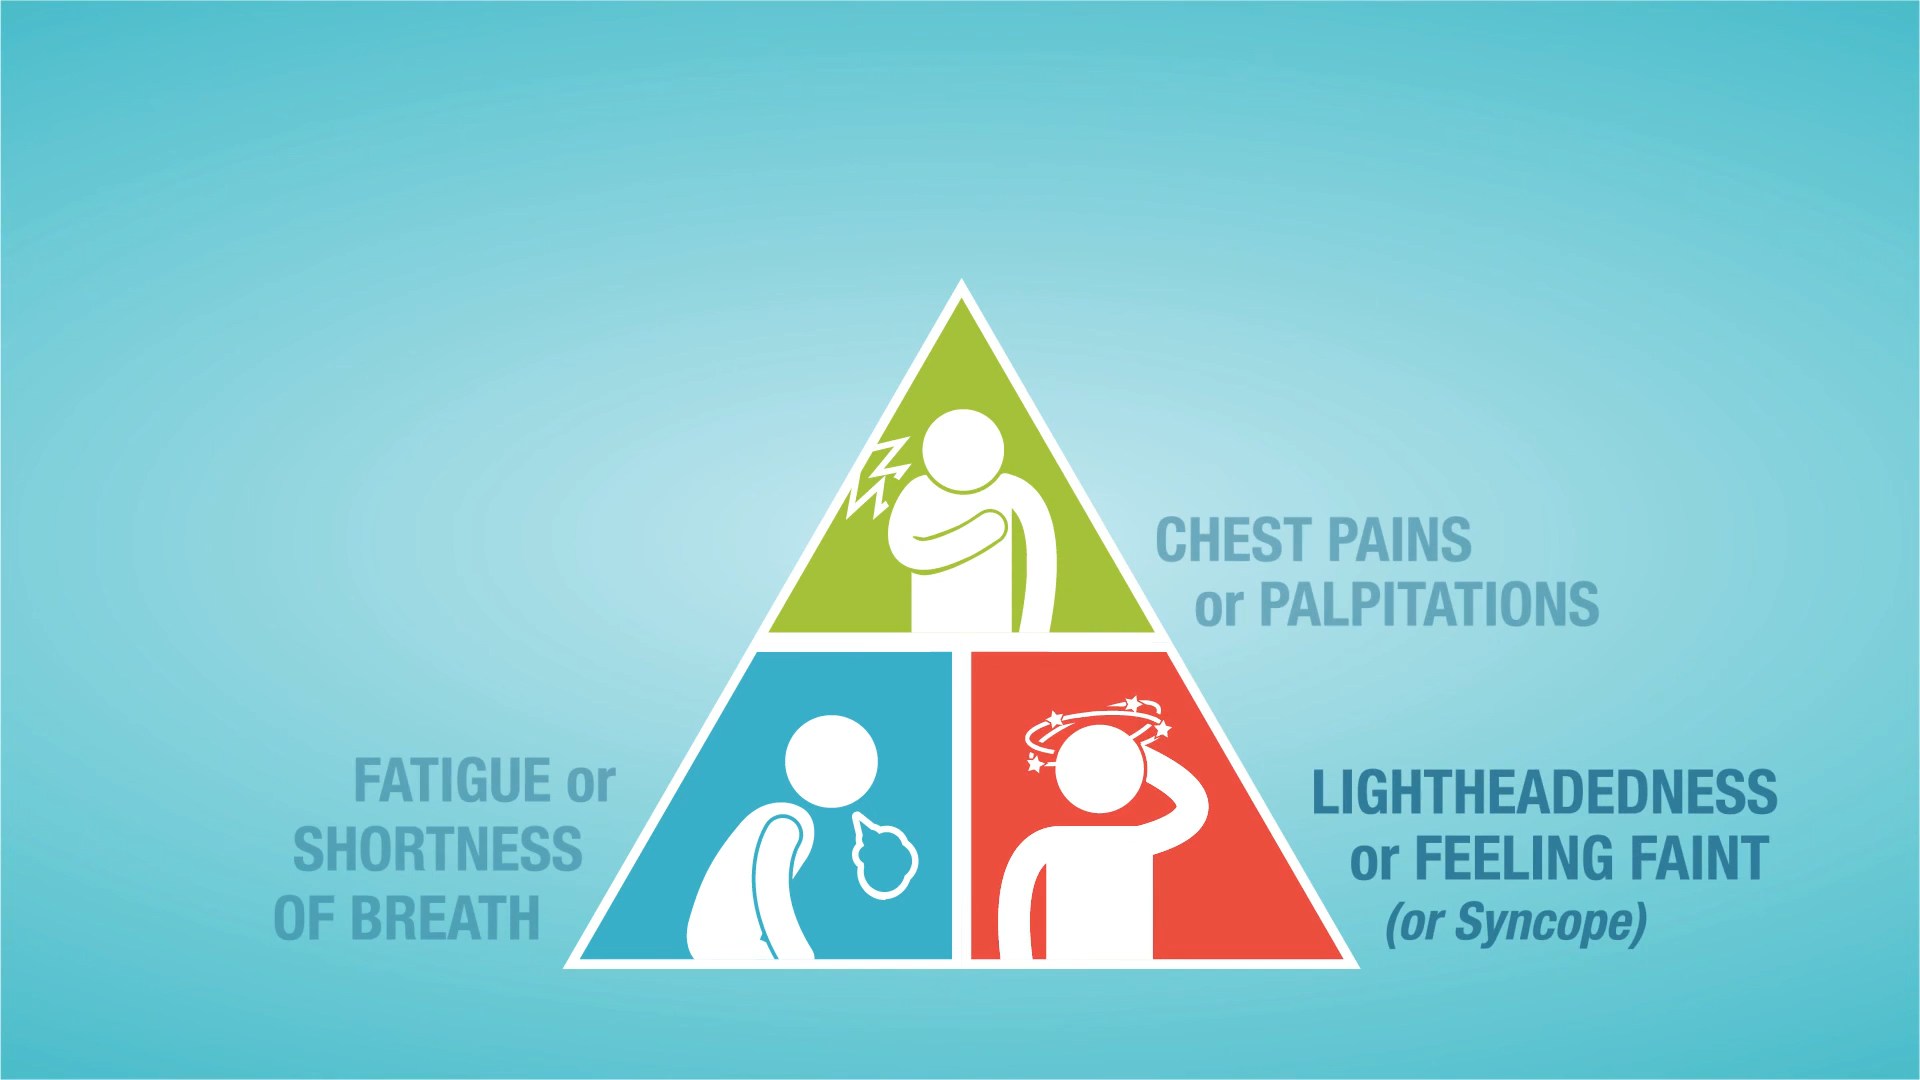 CHEST PAINS
or PALPITATIONS
FATIGUE or
SHORTNESS
OF BREATH
LIGHTHEADEDNESS
or FEELING FAINT
(or Syncope)